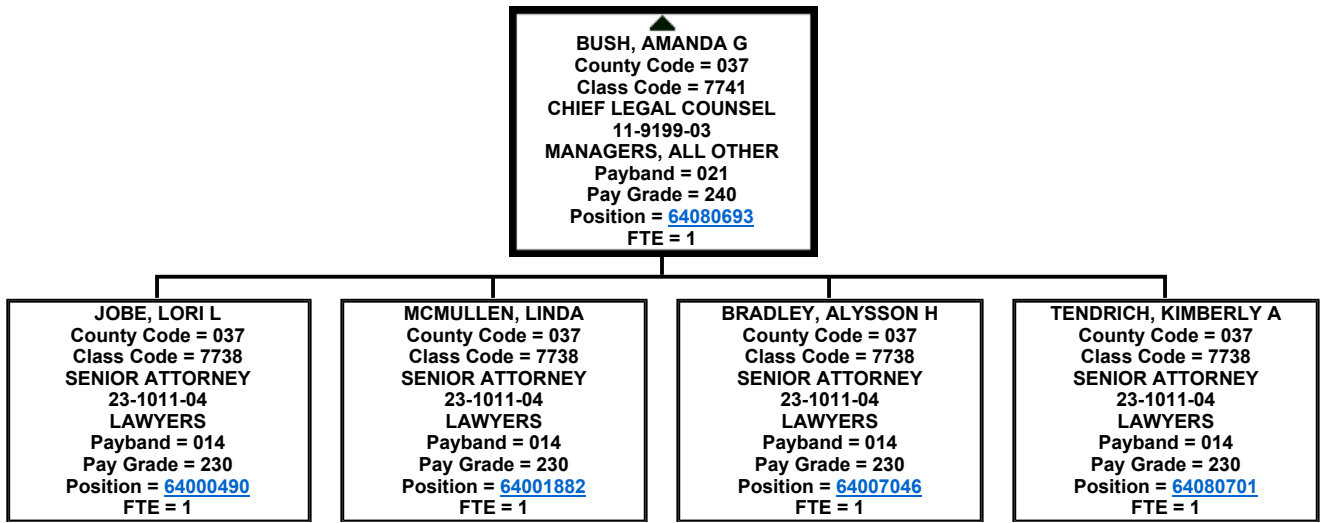 BUSH, AMANDA G
County Code = 037
Class Code = 7741
CHIEF LEGAL COUNSEL
11-9199-03
MANAGERS, ALL OTHER
Payband = 021
Pay Grade = 240
Position = 64080693
FTE = 1
JOBE, LORI L
County Code = 037
Class Code = 7738
SENIOR ATTORNEY
23-1011-04
LAWYERS
Payband = 014
Pay Grade = 230
Position = 64000490
FTE = 1
MCMULLEN, LINDA
County Code = 037
Class Code = 7738
SENIOR ATTORNEY
23-1011-04
LAWYERS
Payband = 014
Pay Grade = 230
Position = 64001882
FTE = 1
BRADLEY, ALYSSON H
County Code = 037
Class Code = 7738
SENIOR ATTORNEY
23-1011-04
LAWYERS
Payband = 014
Pay Grade = 230
Position = 64007046
FTE = 1
TENDRICH, KIMBERLY A
County Code = 037
Class Code = 7738
SENIOR ATTORNEY
23-1011-04
LAWYERS
Payband = 014
Pay Grade = 230
Position = 64080701
FTE = 1